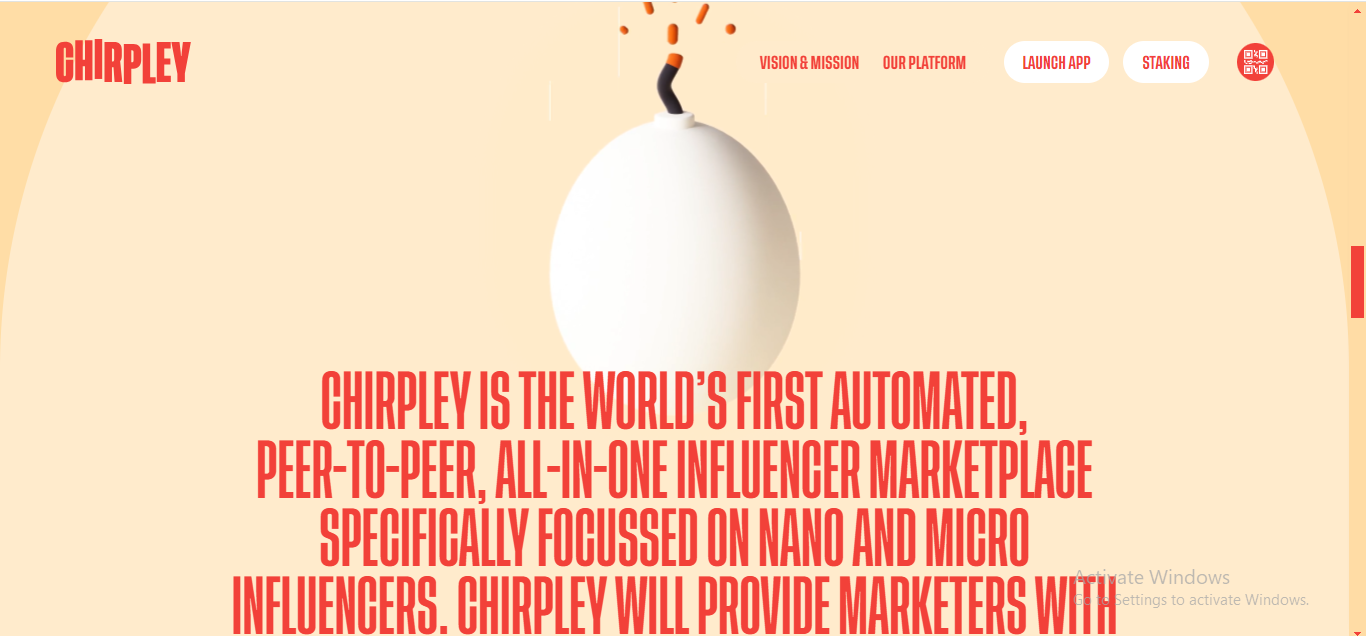 CHIRPLEY
VISION & MISSION
OUR PLATFORM
LAUNCH APP
STAKING
CHIRPLEY IS THE WORLD’S FIRST AUTOMATED,
PEER-TO-PEER, ALL-IN-ONE INFLUENCER MARKETPLACE
SPECIFICALLY FOCUSSED ON NANO AND MICRO
INFLUENCERS. CHIRPLEY WILL PROVIDE MARKETERS WITH
Activate Windows
Go to Settings to activate Windows.